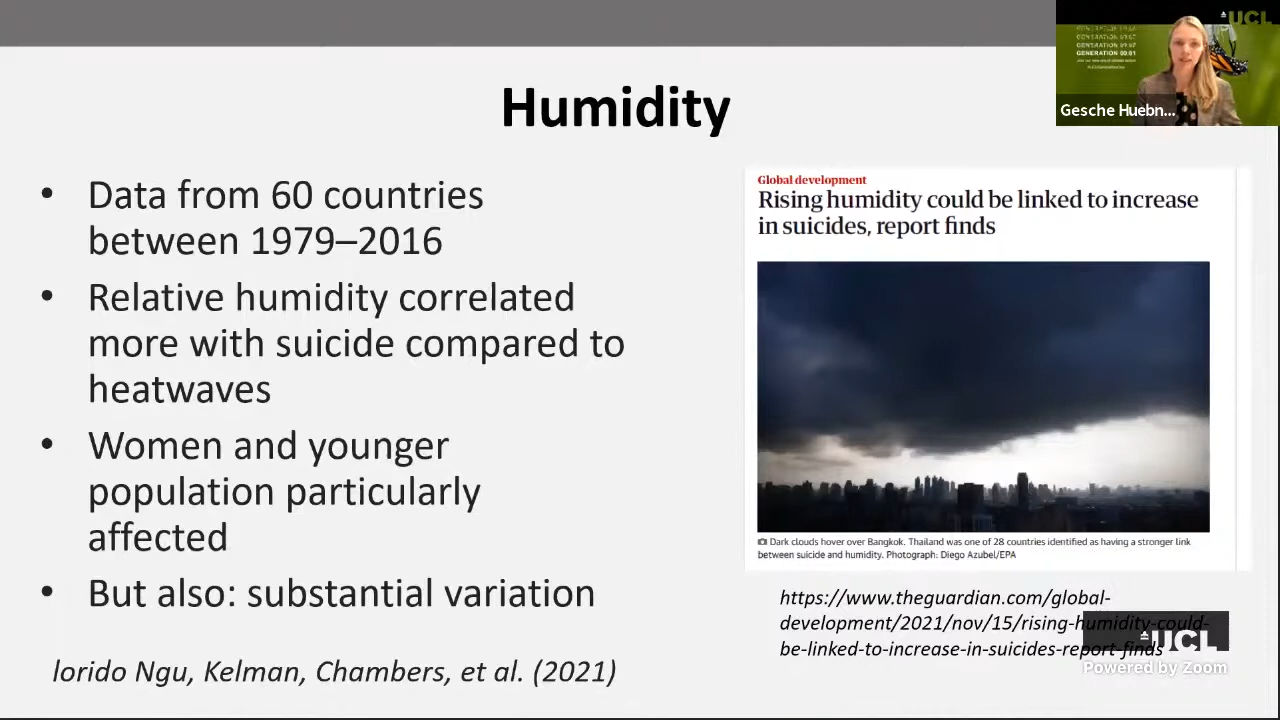 Humidity
• Data from 60 countries
between 1979–2016
• Relative humidity correlated
more with suicide compared to
heatwaves
• Women and younger
population particularly
affected
• But also: substantial variation
lorido Ngu, Kelman, Chambers, et al. (2021)
UCL
GENERATION
GENERATION
GENERATION
Gesche Huebn...
Global development
Rising humidity could be linked to increase
in suicides, report finds
Dark clouds hover over Bangkok. Thailand was one of 28 countries identified as having a stronger link
between suicide and humidity. Photograph: Diego Azubel/EPA
https://www.theguardian.com/global-
development/2021/nov/15/rising-humidity-could-
be-linked-to-increase-in-suicides-report-finds
UCL
Powered by Zoom